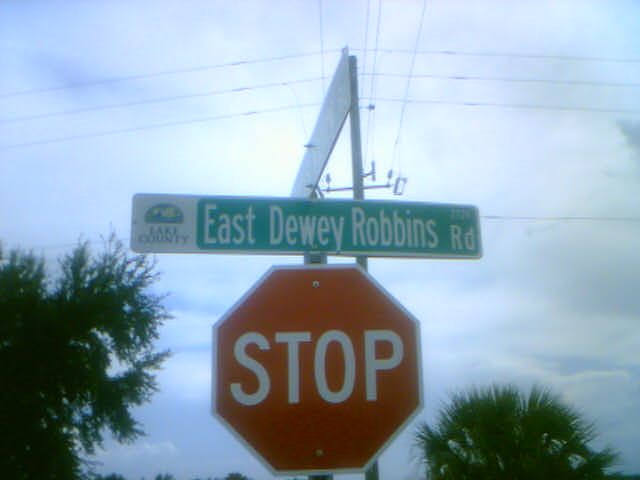 LAKE
COUNTY
East Dewey Robbins Rd
STOP